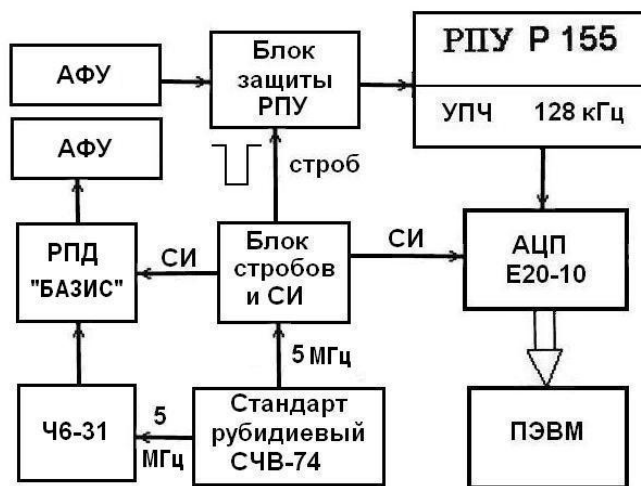 АФУ
Блок
защиты
РПУ
РПУ Р 155
УПЧ 128 кГц
АФУ
строб
РПД
"БАЗИС"
СИ
Блок
стробов
и СИ
СИ
АЦП
Е20-10
5 МГц
Ч6-31
5
МГц
Стандарт
рубидиевый
СЧВ-74
ПЭВМ